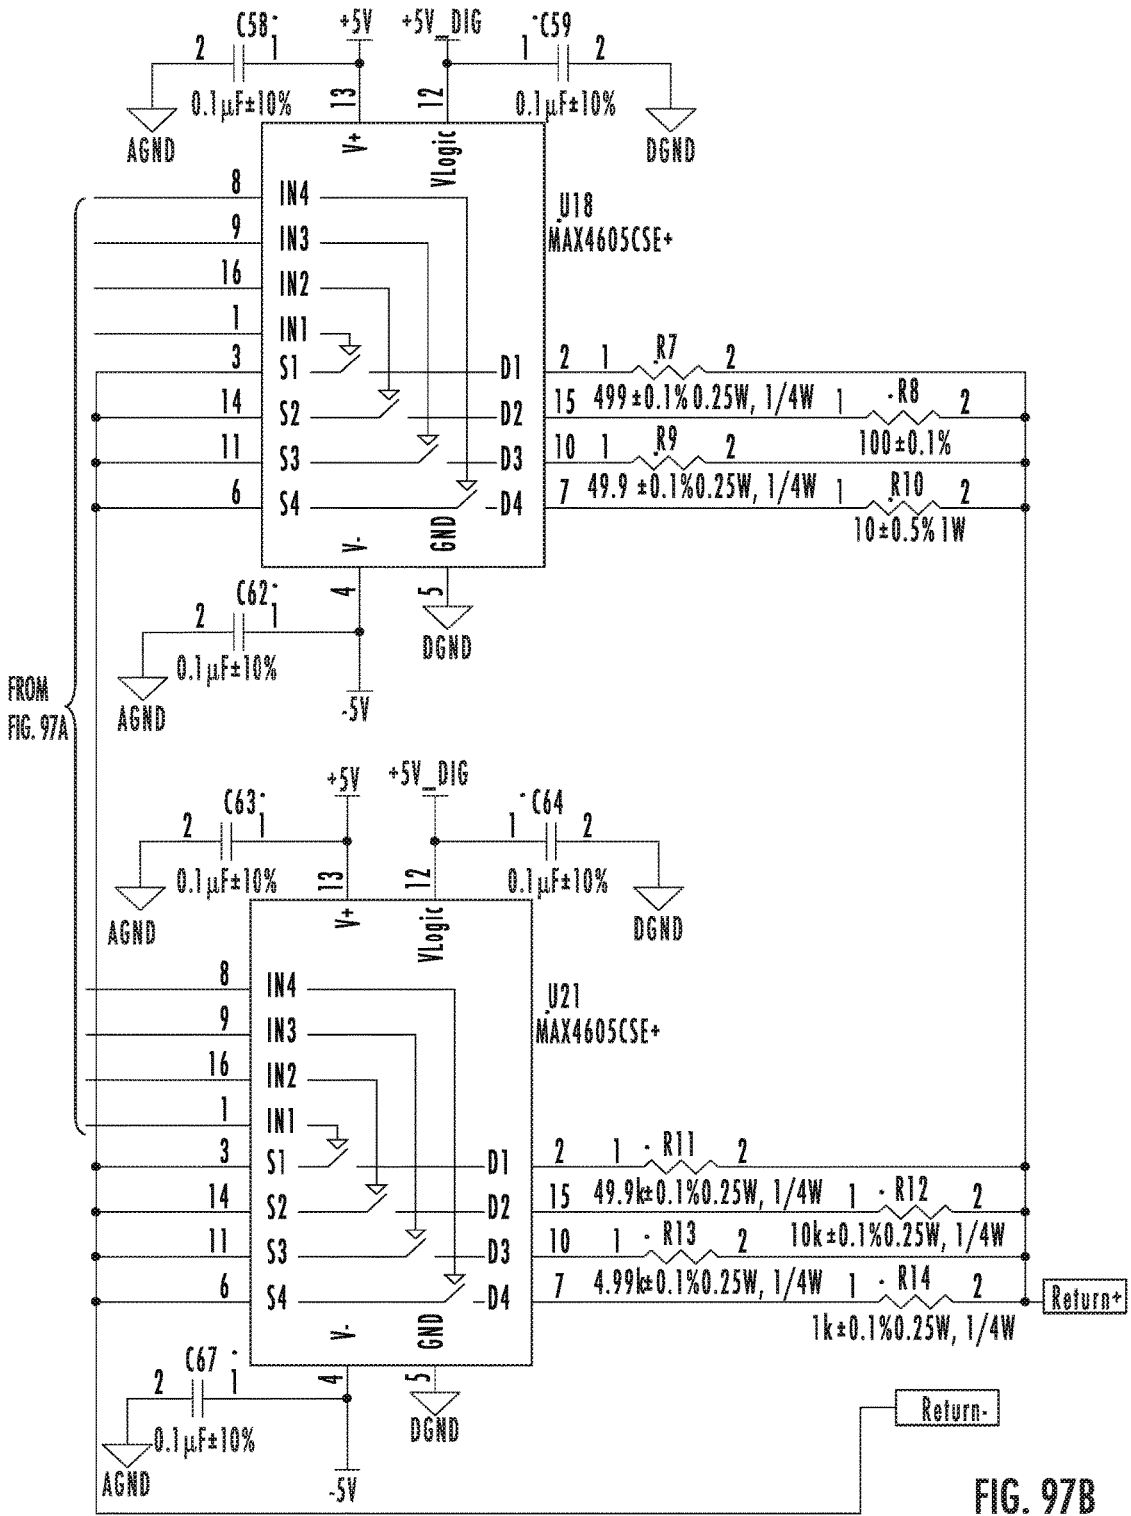 C58
+5V
+5V_DIG
C59
2
1
1
2
0.1µF±10%
13
12
0.1µF±10%
AGND
V+
VLogic
DGND
8
IN4
U18
9
IN3
MAX4605CSE+
16
IN2
1
IN1
3
S1
D1
2
1
R7
2
14
S2
D2
15
499±0.1% 0.25W, 1/4W
1
R8
2
11
S3
D3
10
1
R9
2
100±0.1%
6
S4
D4
7
49.9 ±0.1%0.25W, 1/4W
1
R10
2
10±0.5% 1W
V-
GND
C62
2
1
4
5
DGND
0.1µF±10%
AGND
-5V
FROM
FIG. 97A
+5V
+5V_DIG
C63
C64
2
1
1
2
0.1µF±10%
13
12
0.1µF±10%
AGND
V+
VLogic
DGND
8
IN4
U21
9
IN3
MAX4605CSE+
16
IN2
1
IN1
3
S1
D1
2
1
R11
2
14
S2
D2
15
49.9k±0.1%0.25W, 1/4W
1
R12
2
11
S3
D3
10
1
R13
2
10k±0.1%0.25W, 1/4W
6
S4
D4
7
4.99k±0.1%0.25W, 1/4W
1
R14
2
Return+
1k±0.1%0.25W, 1/4W
V-
GND
C67
2
1
4
5
DGND
Return-
0.1µF±10%
AGND
-5V
FIG. 97B